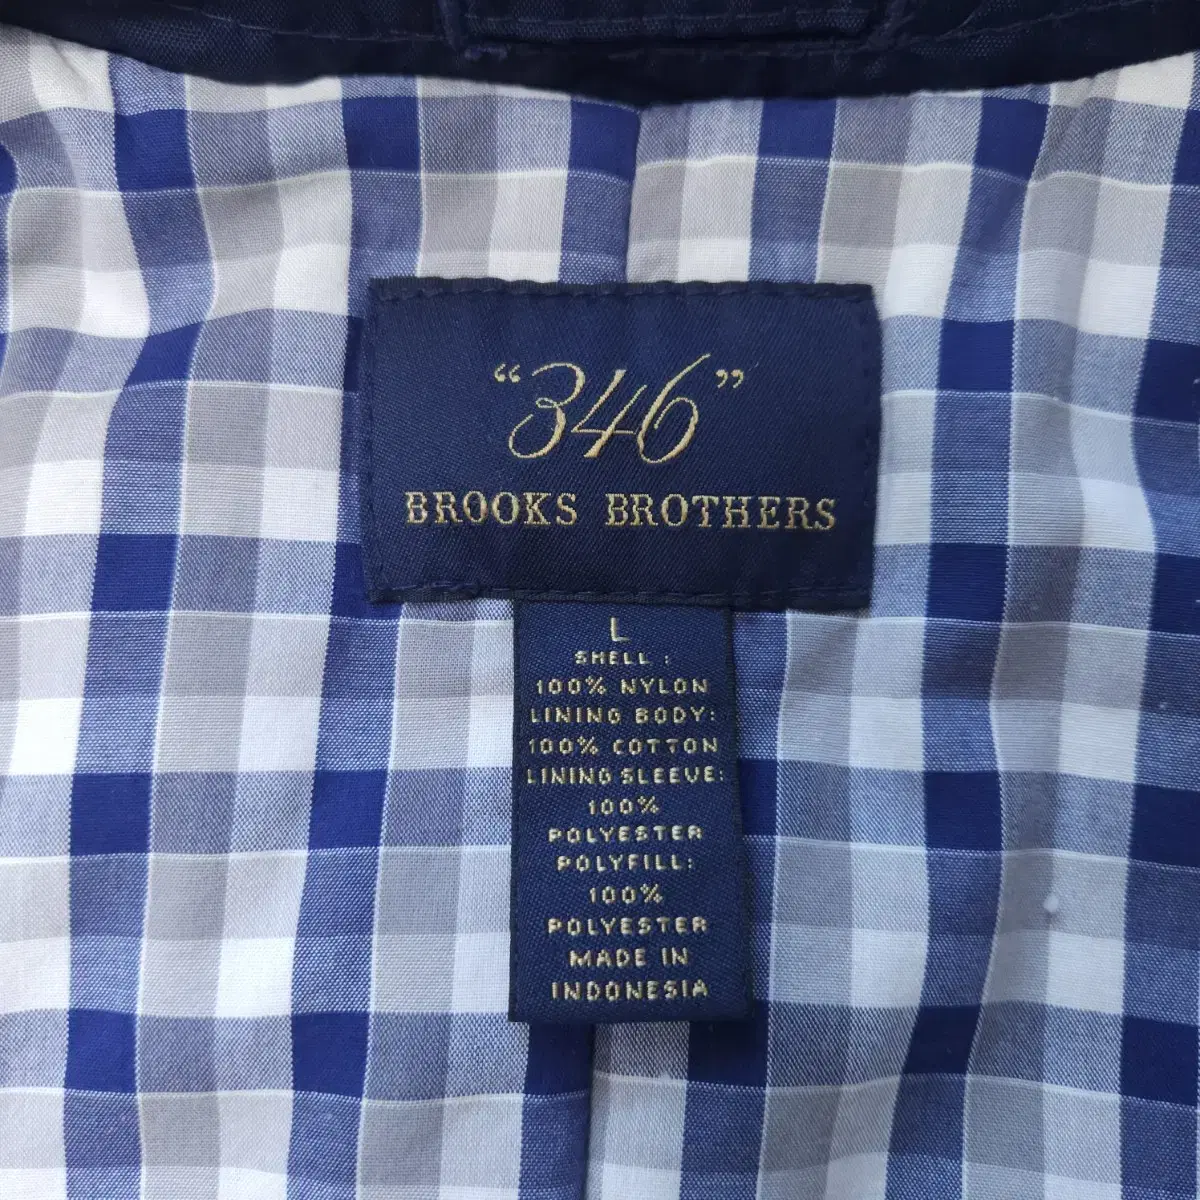 “346”
BROOKS BROTHERS
L
SHELL :
100% NYLON
LINING BODY:
100% COTTON
LINING SLEEVE:
100%
POLYESTER
POLYFILL:
100%
POLYESTER
MADE IN
INDONESIA